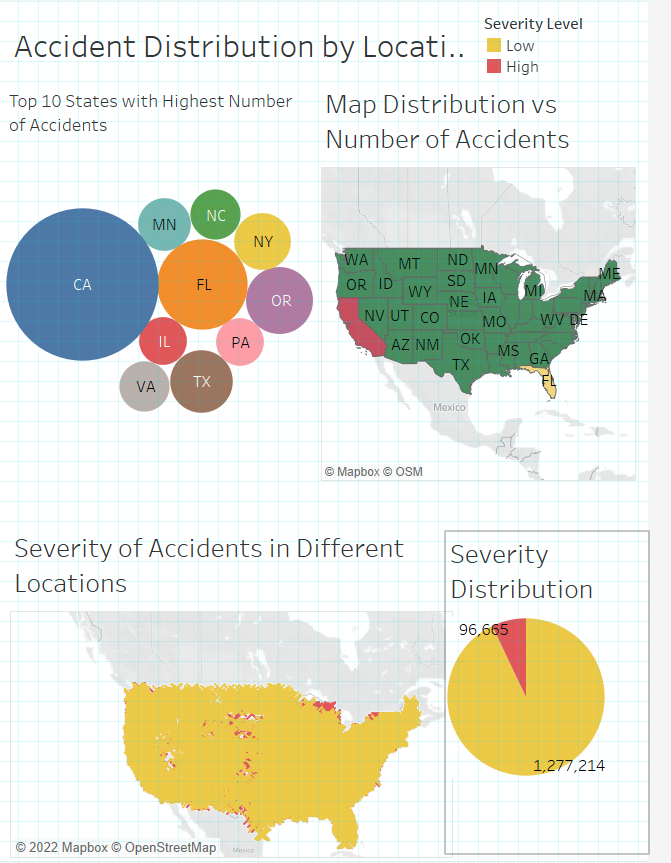 Accident Distribution by Locati..
Severity Level
Low
High
Top 10 States with Highest Number
of Accidents
Map Distribution vs
Number of Accidents
NC
MN
NY
CA
FL
OR
IL
PA
VA
TX
WA
MT
ND
MN
ME
OR
ID
WY
SD
MI
MA
NE
IA
NV
UT
CO
MO
WV
DE
AZ
NM
OK
MS
GA
TX
FL
Mexico
© Mapbox © OSM
Severity of Accidents in Different
Locations
© 2022 Mapbox © OpenStreetMap
Mexico
Severity
Distribution
96,665
1,277,214